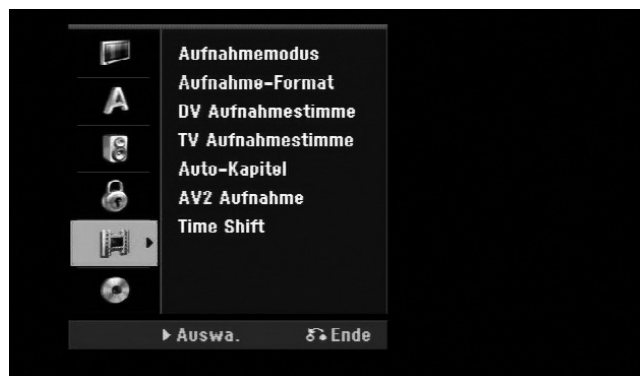 Aufnahmemodus
Aufnahme-Format
DV Aufnahmestimme
TV Aufnahmestimme
Auto-Kapitel
AV2 Aufnahme
Time Shift
Auswa. Ende